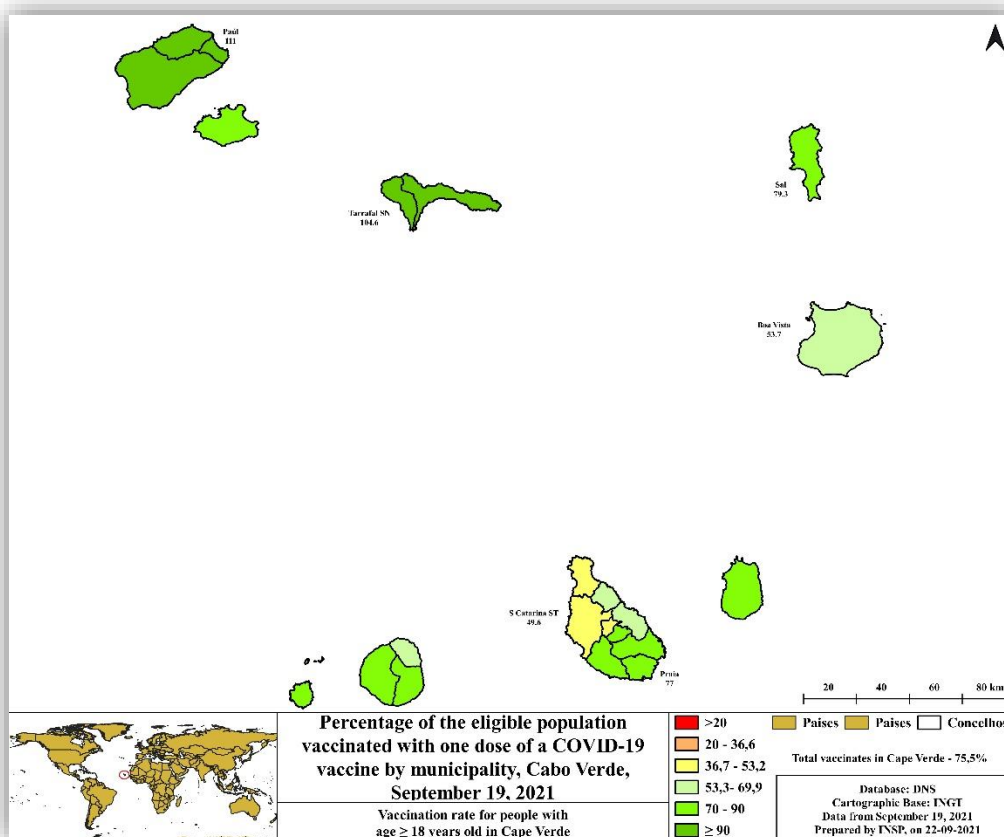 Paúl
111
Sal
79.3
Tarrafal SN
104.6
Boa Vista
53.7
S Catarina ST
49.6
Praia
77
20 40 60 80 km
Percentage of the eligible population
vaccinated with one dose of a COVID-19
vaccine by municipality, Cabo Verde,
September 19, 2021
Vaccination rate for people with
age ≥ 18 years old in Cape Verde
>20
20 - 36,6
36,7 - 53,2
53,3- 69,9
70 - 90
≥ 90
Paises
Paises
Concelhos
Total vaccinates in Cape Verde - 75,5%
Database: DNS
Cartographic Base: INGT
Data from September 19, 2021
Prepared by INSP, on 22-09-2021